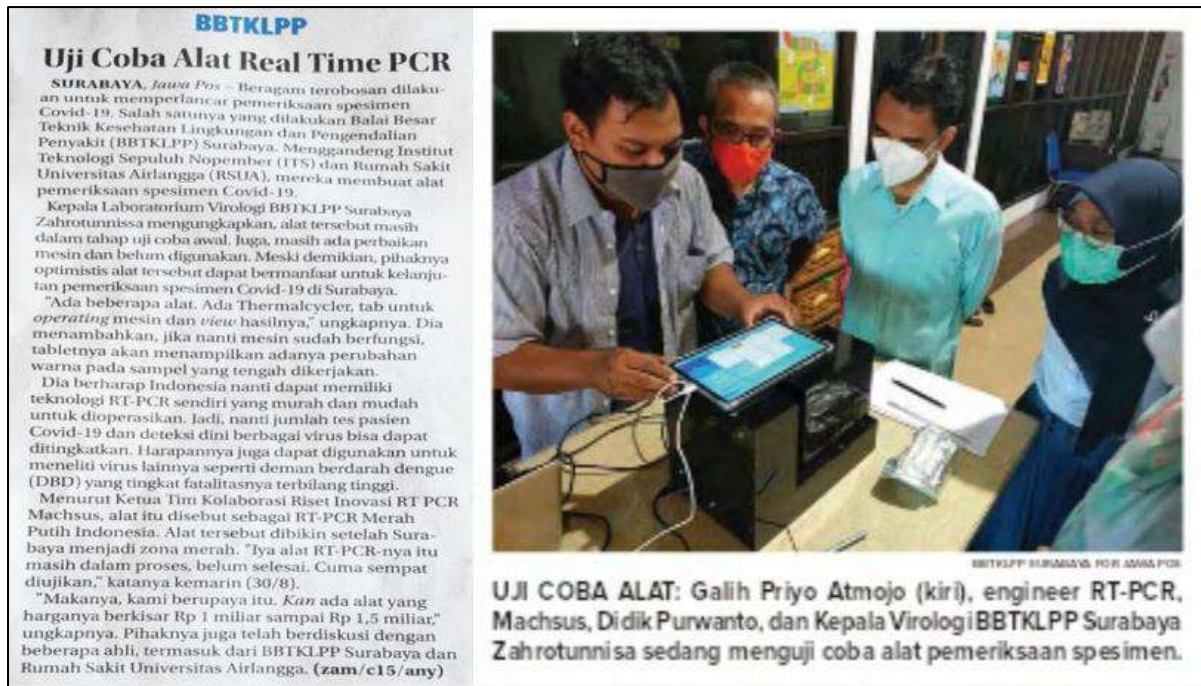 BBTKLPP
Uji Coba Alat Real Time PCR
SURABAYA, Jawa Pos – Beragam terobosan dilaku-
an untuk memperlancar pemeriksaan spesimen
Covid-19. Salah satunya yang dilakukan Balai Besar
Teknik Kesehatan Lingkungan dan Pengendalian
Penyakit (BBTKLPP) Surabaya. Menggandeng Institut
Teknologi Sepuluh Nopember (ITS) dan Rumah Sakit
Universitas Airlangga (RSUA), mereka membuat alat
pemeriksaan spesimen Covid-19.
Kepala Laboratorium Virologi BBTKLPP Surabaya
Zahrotunnissa mengungkapkan, alat tersebut masih
dalam tahap uji coba awal. Juga, masih ada perbaikan
mesin dan belum digunakan. Meski demikian, pihaknya
optimistis alat tersebut dapat bermanfaat untuk kelanju-
tan pemeriksaan spesimen Covid-19 di Surabaya.
"Ada beberapa alat. Ada Thermalcycler, tab untuk
operating mesin dan view hasilnya," ungkapnya. Dia
menambahkan, jika nanti mesin sudah berfungsi,
tabletnya akan menampilkan adanya perubahan
warna pada sampel yang tengah dikerjakan.
Dia berharap Indonesia nanti dapat memiliki
teknologi RT-PCR sendiri yang murah dan mudah
untuk dioperasikan. Jadi, nanti jumlah tes pasien
Covid-19 dan deteksi dini berbagai virus bisa dapat
ditingkatkan. Harapannya juga dapat digunakan untuk
meneliti virus lainnya seperti deman berdarah dengue
(DBD) yang tingkat fatalitasnya terbilang tinggi.
Menurut Ketua Tim Kolaborasi Riset Inovasi RT PCR
Machsus, alat itu disebut sebagai RT-PCR Merah
Putih Indonesia. Alat tersebut dibikin setelah Sura-
baya menjadi zona merah. "Iya alat RT-PCR-nya itu
masih dalam proses, belum selesai. Cuma sempat
diujikan," katanya kemarin (30/8).
"Makanya, kami berupaya itu. Kan ada alat yang
harganya berkisar Rp 1 miliar sampai Rp 1,5 miliar,"
ungkapnya. Pihaknya juga telah berdiskusi dengan
beberapa ahli, termasuk dari BBTKLPP Surabaya dan
Rumah Sakit Universitas Airlangga. (zam/c15/any)
BBTKLPP SURABAYA FOR JAWA POS
UJI COBA ALAT: Galih Priyo Atmojo (kiri), engineer RT-PCR,
Machsus, Didik Purwanto, dan Kepala Virologi BBTKLPP Surabaya
Zahrotunnisa sedang menguji coba alat pemeriksaan spesimen.